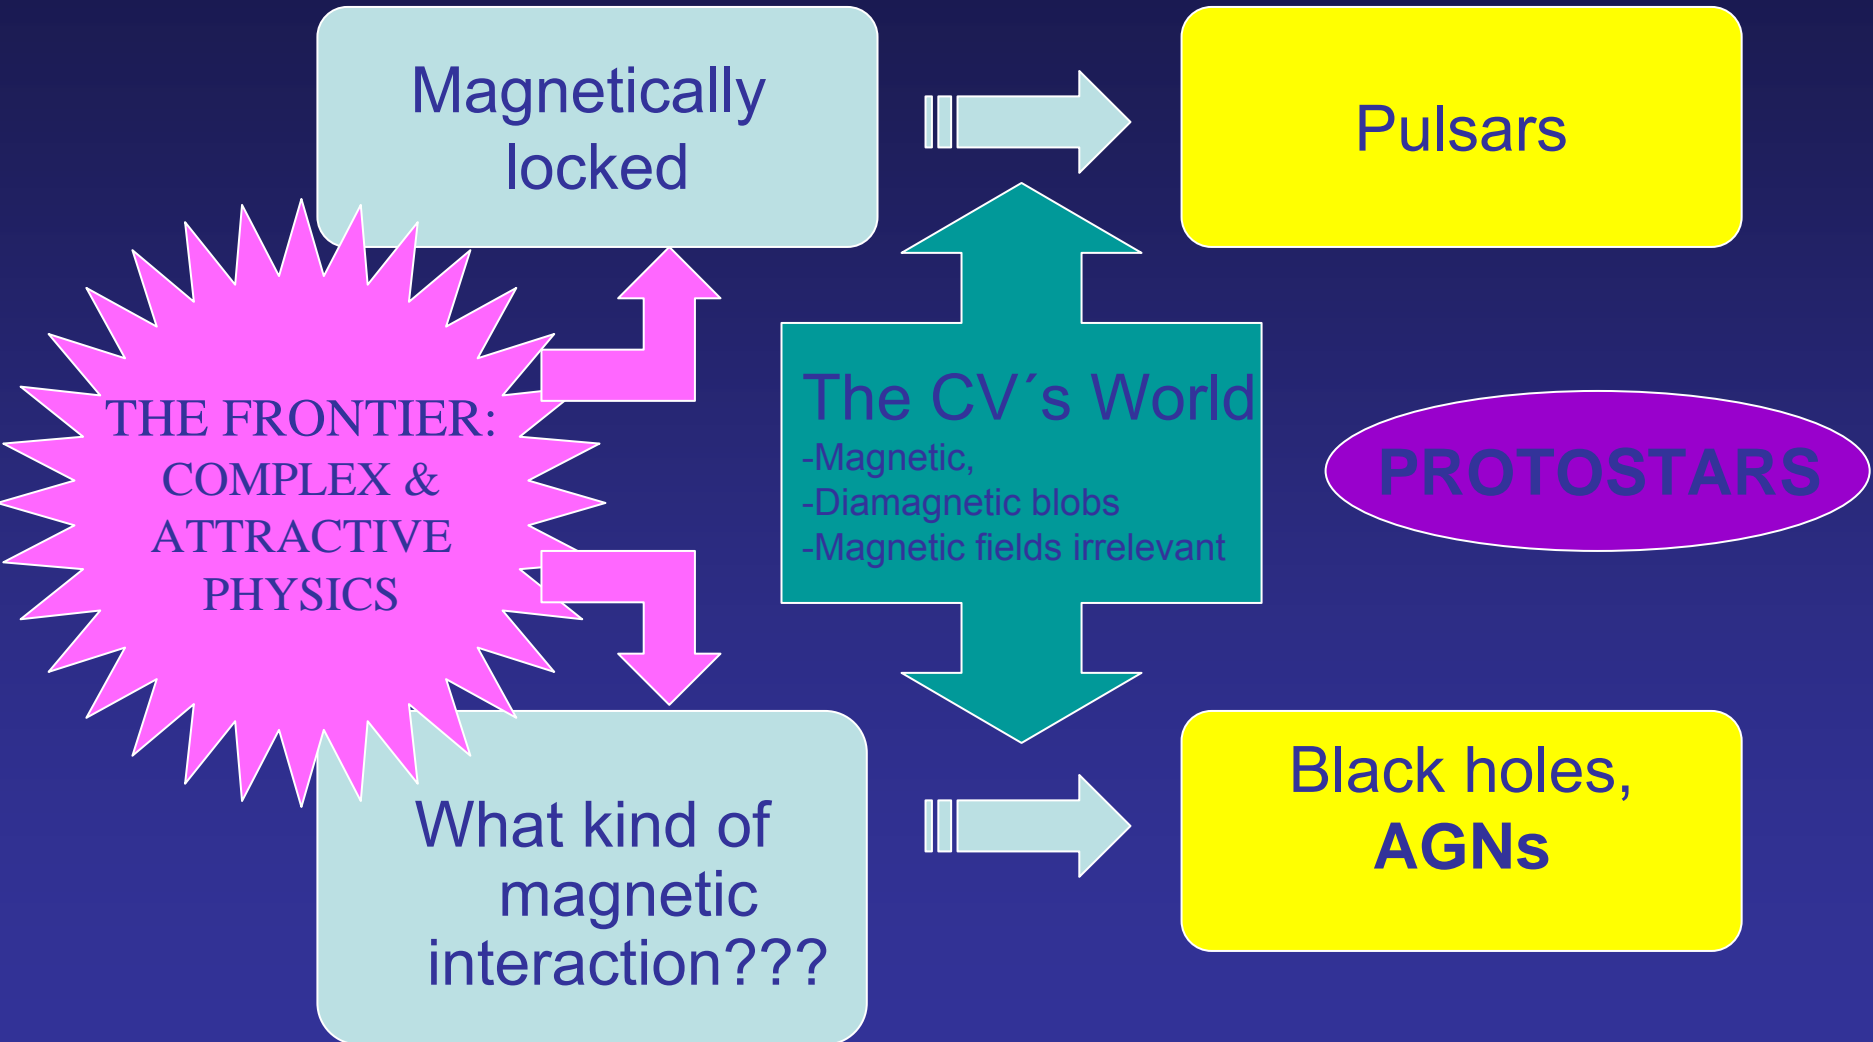 Magnetically
locked
Pulsars
THE FRONTIER:
COMPLEX &
ATTRACTIVE
PHYSICS
The CV´s World
-Magnetic,
-Diamagnetic blobs
-Magnetic fields irrelevant
PROTOSTARS
What kind of
magnetic
interaction???
Black holes,
AGNs